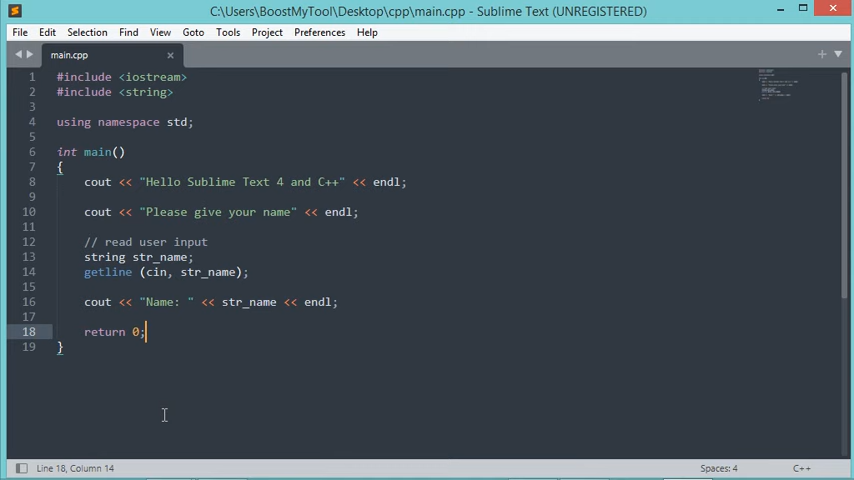 C:\Users\BoostMyTool\Desktop\cpp\main.cpp - Sublime Text (UNREGISTERED)
File Edit Selection Find View Goto Tools Project Preferences Help
main.cpp
1 #include <iostream>
2 #include <string>
3
4 using namespace std;
5
6 int main()
7 {
8 cout << "Hello Sublime Text 4 and C++" << endl;
9
10 cout << "Please give your name" << endl;
11
12 // read user input
13 string str_name;
14 getline (cin, str_name);
15
16 cout << "Name: " << str_name << endl;
17
18 return 0;
19 }
Line 18, Column 14 Spaces: 4 C++